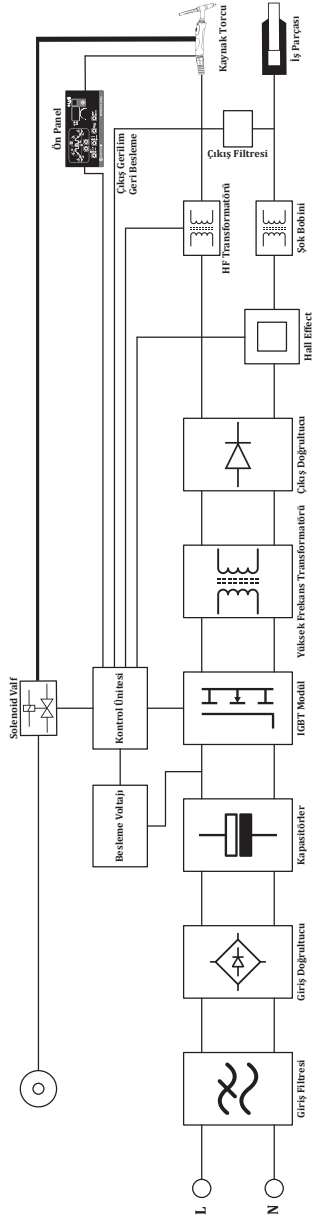 Solenoid Valf
Ön Panel
Çıkış Gerilim
Geri Besleme
Besleme Voltajı
Kontrol Ünitesi
Kaynak Torcu
L
N
Giriş Filtresi
Giriş Doğrultucu
Kapasitörler
IGBT Modül
Yüksek Frekans Transformatörü
Çıkış Doğrultucu
Hall Effect
HF Transformatörü
Şok Bobini
Çıkış Filtresi
İş Parçası